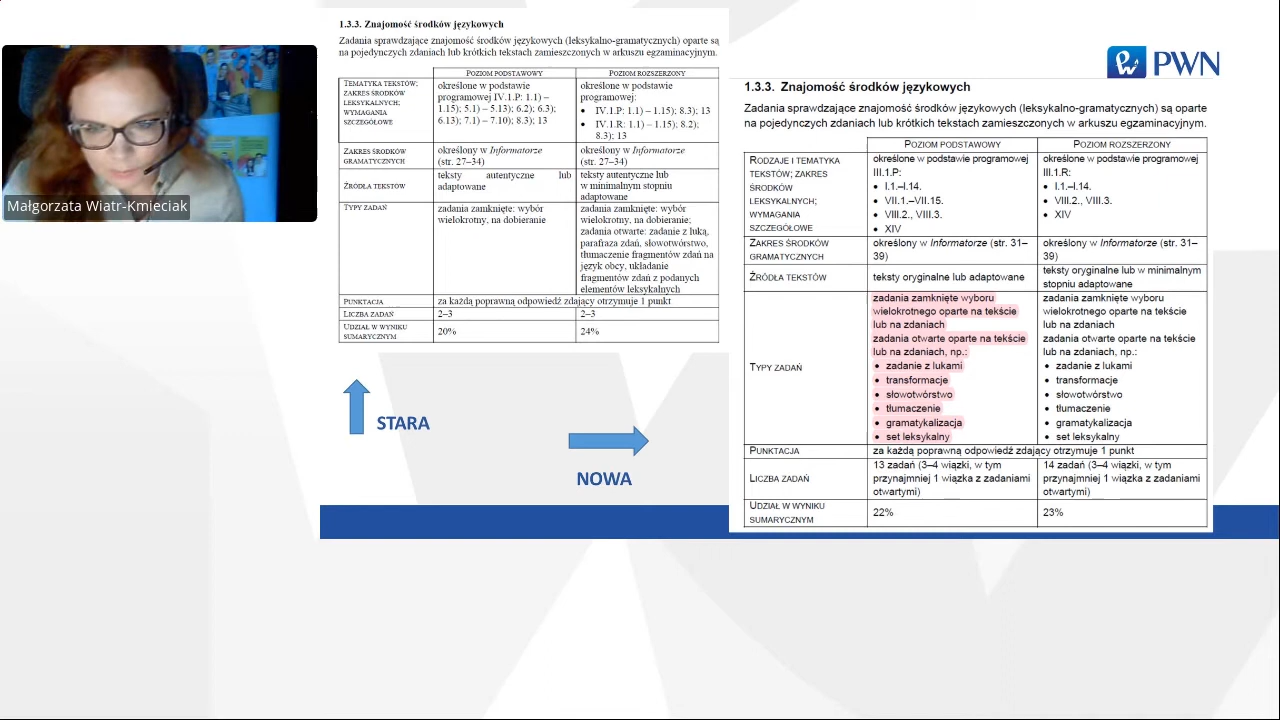 Małgorzata Wiatr-Kmieciak
1.3.3. Znajomość środków językowych
Zadania sprawdzające znajomość środków językowych (leksykalno-gramatycznych) oparte są
na pojedynczych zdaniach lub krótkich tekstach zamieszczonych w arkuszu egzaminacyjnym.
POZIOM PODSTAWOWY
POZIOM ROZSZERZONY
TEMATYKA TEKSTÓW;
ZAKRES ŚRODKÓW
LEKSYKALNYCH;
WYMAGANIA
SZCZEGÓŁOWE
określone w podstawie
programowej IV.1.P: 1.1) –
1.15); 5.1) – 5.13); 6.2); 6.3);
6.13); 7.1) – 7.10); 8.3); 13
określone w podstawie
programowej:
• IV.1.P: 1.1) – 1.15); 8.3); 13
• IV.1.R: 1.1) – 1.15); 8.2);
8.3); 13
ZAKRES ŚRODKÓW
GRAMATYCZNYCH
określony w Informatorze
(str. 27–34)
określony w Informatorze
(str. 27–34)
ŹRÓDŁA TEKSTÓW
teksty autentyczne lub
adaptowane
teksty autentyczne lub
w minimalnym stopniu
adaptowane
TYPY ZADAŃ
zadania zamknięte: wybór
wielokrotny, na dobieranie
zadania zamknięte: wybór
wielokrotny, na dobieranie;
zadania otwarte: zadanie z luką,
parafraza zdań, słowotwórstwo,
tłumaczenie fragmentów zdań na
język obcy, układanie
fragmentów zdań z podanych
elementów leksykalnych
PUNKTACJA
za każdą poprawną odpowiedź zdający otrzymuje 1 punkt
LICZBA ZADAŃ
2–3
2–3
UDZIAŁ W WYNIKU
SUMARYCZNYM
20%
24%
STARA
NOWA
PWN
1.3.3. Znajomość środków językowych
Zadania sprawdzające znajomość środków językowych (leksykalno-gramatycznych) są oparte
na pojedynczych zdaniach lub krótkich tekstach zamieszczonych w arkuszu egzaminacyjnym.
POZIOM PODSTAWOWY
POZIOM ROZSZERZONY
RODZAJE I TEMATYKA
TEKSTÓW; ZAKRES
ŚRODKÓW
LEKSYKALNYCH;
WYMAGANIA
SZCZEGÓŁOWE
określone w podstawie programowej
III.1.P:
• I.1.–I.14.
• VII.1.–VII.15.
• VIII.2., VIII.3.
• XIV
określone w podstawie programowej
III.1.R:
• I.1.–I.14.
• VIII.2., VIII.3.
• XIV
ZAKRES ŚRODKÓW
GRAMATYCZNYCH
określony w Informatorze (str. 31–
39)
określony w Informatorze (str. 31–
39)
ŹRÓDŁA TEKSTÓW
teksty oryginalne lub adaptowane
teksty oryginalne lub w minimalnym
stopniu adaptowane
TYPY ZADAŃ
zadania zamknięte wyboru
wielokrotnego oparte na tekście
lub na zdaniach
zadania otwarte oparte na tekście
lub na zdaniach, np.:
• zadanie z lukami
• transformacje
• słowotwórstwo
• tłumaczenie
• gramatykalizacja
• set leksykalny
zadania zamknięte wyboru
wielokrotnego oparte na tekście
lub na zdaniach
zadania otwarte oparte na tekście
lub na zdaniach, np.:
• zadanie z lukami
• transformacje
• słowotwórstwo
• tłumaczenie
• gramatykalizacja
• set leksykalny
PUNKTACJA
za każdą poprawną odpowiedź zdający otrzymuje 1 punkt
LICZBA ZADAŃ
13 zadań (3–4 wiązki, w tym
przynajmniej 1 wiązka z zadaniami
otwartymi)
14 zadań (3–4 wiązki, w tym
przynajmniej 1 wiązka z zadaniami
otwartymi)
UDZIAŁ W WYNIKU
SUMARYCZNYM
22%
23%